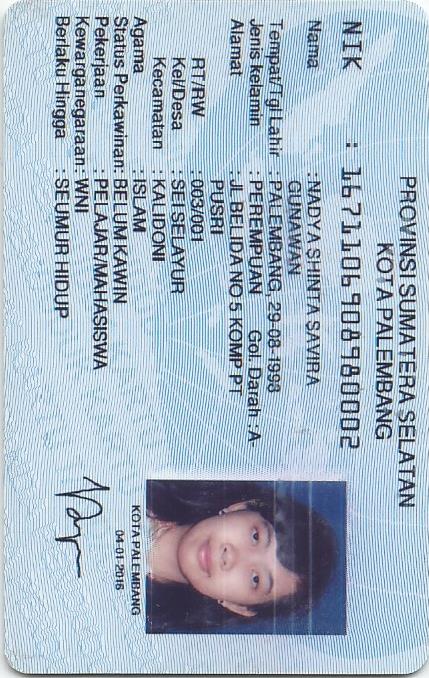 PROVINSI SUMATERA SELATAN
KOTA PALEMBANG
NIK : 1671106908980002
Nama : NADYA SHINTA SAVIRA
GUNAWAN
Tempat/Tgl Lahir : PALEMBANG, 29-08-1998
Jenis kelamin : PEREMPUAN Gol. Darah : A-
Alamat : JL BELIDA NO 5 KOMP PT
PUSRI
RT/RW : 003/001
Kel/Desa : SEI SELAYUR
Kecamatan : KALIDONI
Agama : ISLAM
Status Perkawinan: BELUM KAWIN
Pekerjaan : PELAJAR/MAHASISWA
Kewarganegaraan: WNI
Berlaku Hingga : SEUMUR HIDUP
KOTA PALEMBANG
04-01-2016